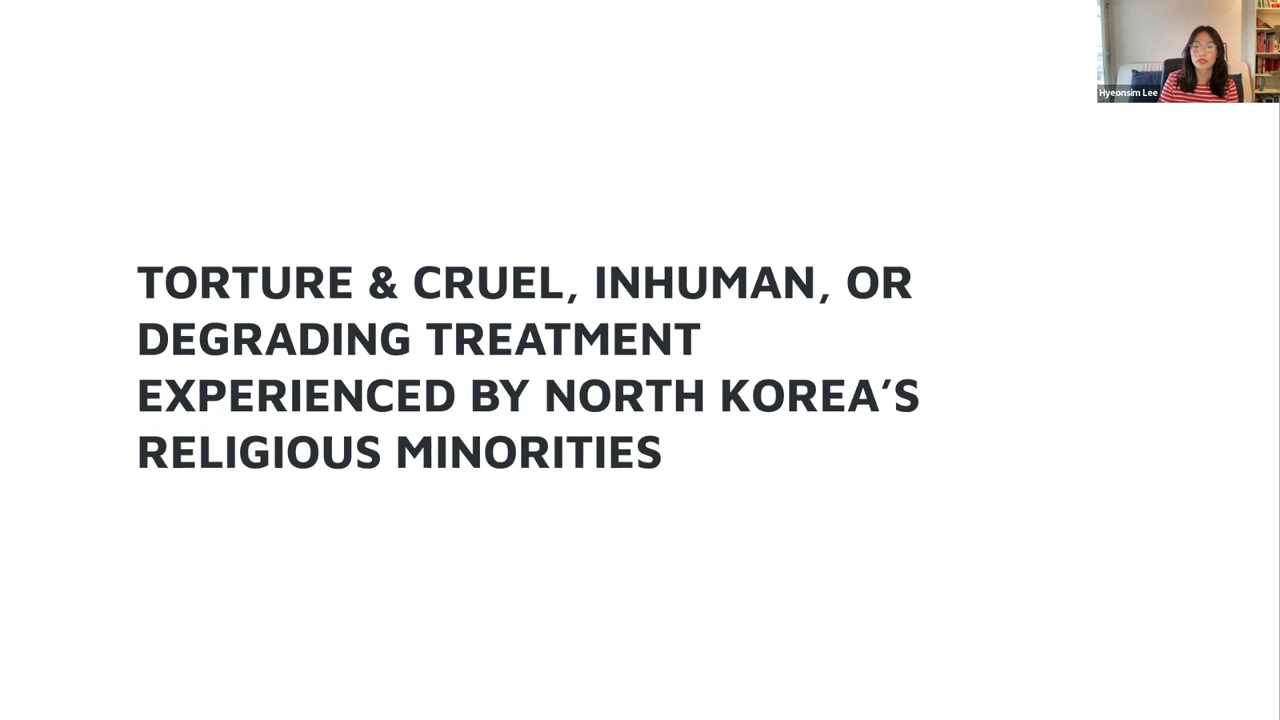 Hyeonsim Lee
TORTURE & CRUEL, INHUMAN, OR
DEGRADING TREATMENT
EXPERIENCED BY NORTH KOREA’S
RELIGIOUS MINORITIES